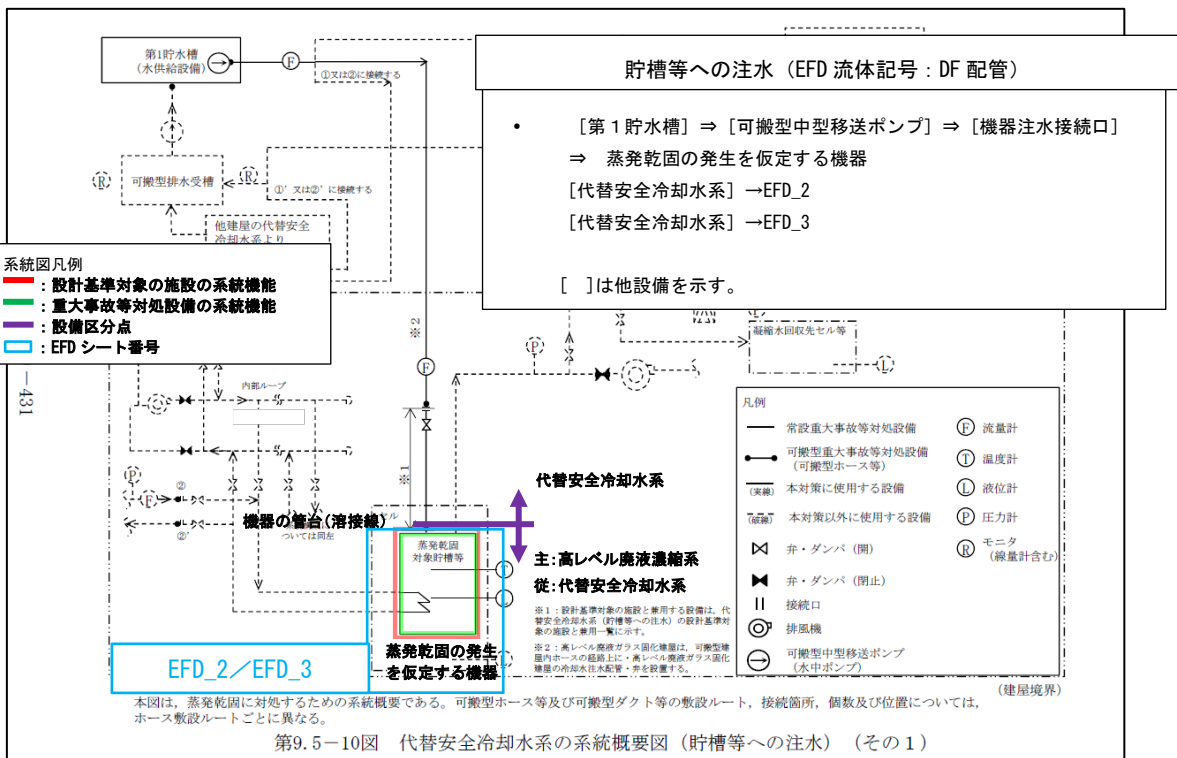 第1貯水槽
(水供給設備)
F
①又は②に接続する
貯槽等への注水（EFD 流体記号：DF 配管）
• [第１貯水槽] ⇒ [可搬型中型移送ポンプ] ⇒ [機器注水接続口]
⇒ 蒸発乾固の発生を仮定する機器
[代替安全冷却水系] →EFD_2
[代替安全冷却水系] →EFD_3
[ ]は他設備を示す。
R
可搬型排水受槽
R
①’又は②’に接続する
他建屋の代替安全
冷却水系より
系統図凡例
：設計基準対象の施設の系統機能
：重大事故等対処設備の系統機能
：設備区分点
：EFD シート番号
-431
※2
F
P
凝縮水回収先セル等
L
内部ループ
※1
P
F
②
②’
機器の管台(溶接線)
セル
ついては同左
代替安全冷却水系
蒸発乾固
対象貯槽等
主：高レベル廃液濃縮系
従：代替安全冷却水系
※1：設計基準対象の施設と兼用する設備は，代
替安全冷却水系（貯槽等への注水）の設計基準対
象の施設と兼用一覧に示す。
※2：高レベル廃液ガラス固化建屋は，可搬型建
屋内ホースの経路上に・高レベル廃液ガラス固化
建屋の冷却水注水配管・弁を設置する。
蒸発乾固の発生
を仮定する機器
EFD_2／EFD_3
凡例
常設重大事故等対処設備
可搬型重大事故等対処設備
(可搬型ホース等)
(実線) 本対策に使用する設備
(破線) 本対策以外に使用する設備
弁・ダンパ（開）
弁・ダンパ（閉止）
接続口
排風機
可搬型中型移送ポンプ
(水中ポンプ)
F 流量計
T 温度計
L 液位計
P 圧力計
R モニタ
(線量計含む)
(建屋境界)
本図は，蒸発乾固に対処するための系統概要である。可搬型ホース等及び可搬型ダクト等の敷設ルート，接続箇所，個数及び位置については，
ホース敷設ルートごとに異なる。
第9.5－10図　代替安全冷却水系の系統概要図（貯槽等への注水）（その１）